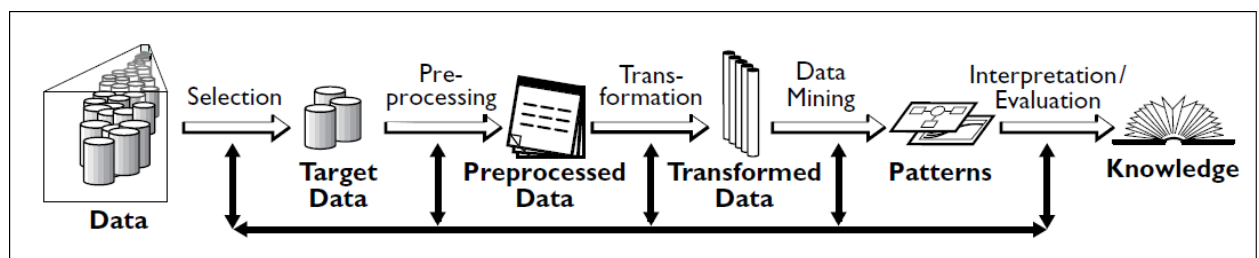 Selection
Pre-
processing
Trans-
formation
Data
Mining
Interpretation/
Evaluation
Data
Target
Data
Preprocessed
Data
Transformed
Data
Patterns
Knowledge